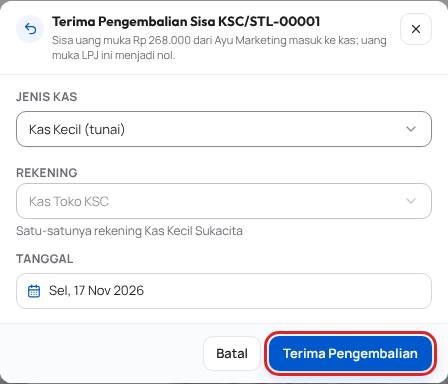 Terima Pengembalian Sisa KSC/STL-00001
Sisa uang muka Rp 268.000 dari Ayu Marketing masuk ke kas; uang
muka LPJ ini menjadi nol.
JENIS KAS
Kas Kecil (tunai)
REKENING
Kas Toko KSC
Satu-satunya rekening Kas Kecil Sukacita
TANGGAL
Sel, 17 Nov 2026
Batal
Terima Pengembalian